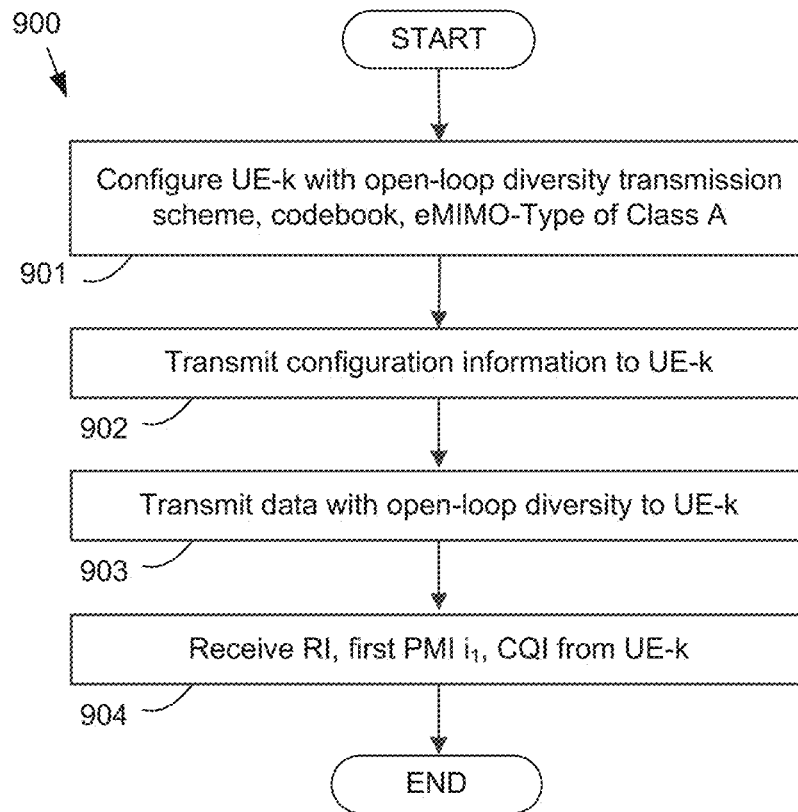 900
START
Configure UE-k with open-loop diversity transmission
scheme, codebook, eMIMO-Type of Class A
901
Transmit configuration information to UE-k
902
Transmit data with open-loop diversity to UE-k
903
Receive RI, first PMI i₁, CQI from UE-k
904
END